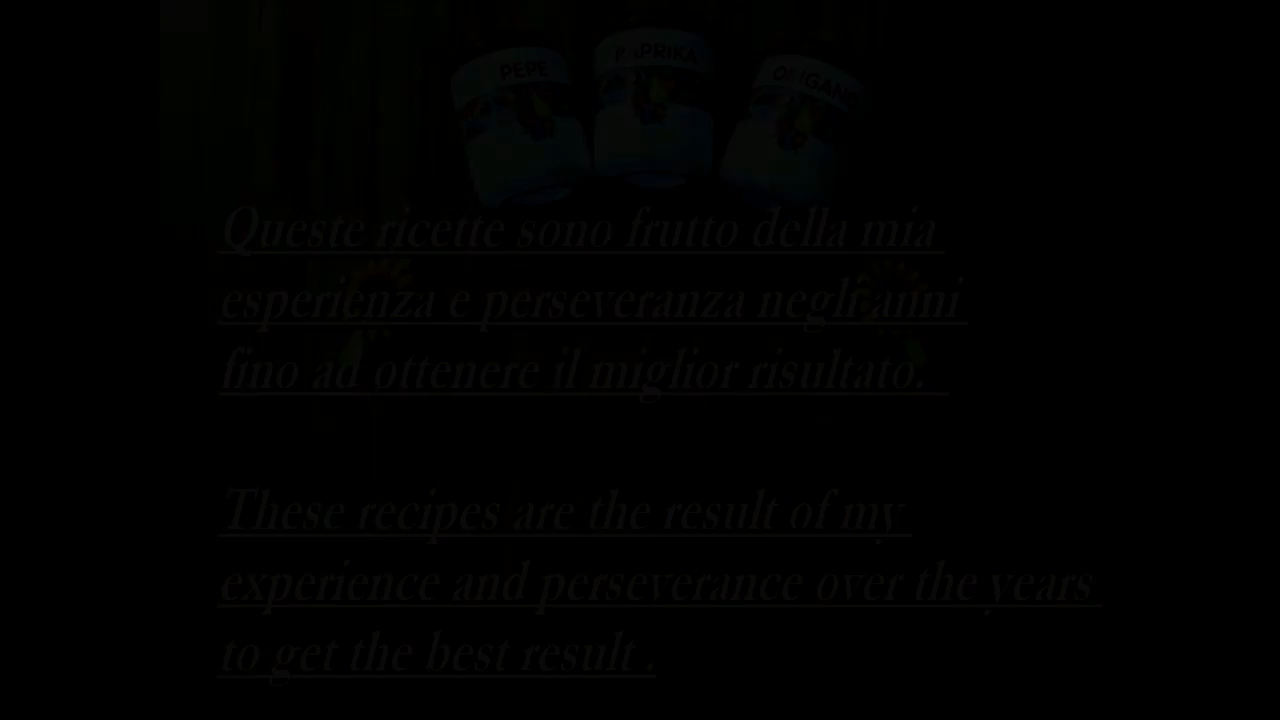 PEPE
PAPRIKA
ORIGANO
Queste ricette sono frutto della mia
esperienza e perseveranza negli anni
fino ad ottenere il miglior risultato.
These recipes are the result of my
experience and perseverance over the years
to get the best result .